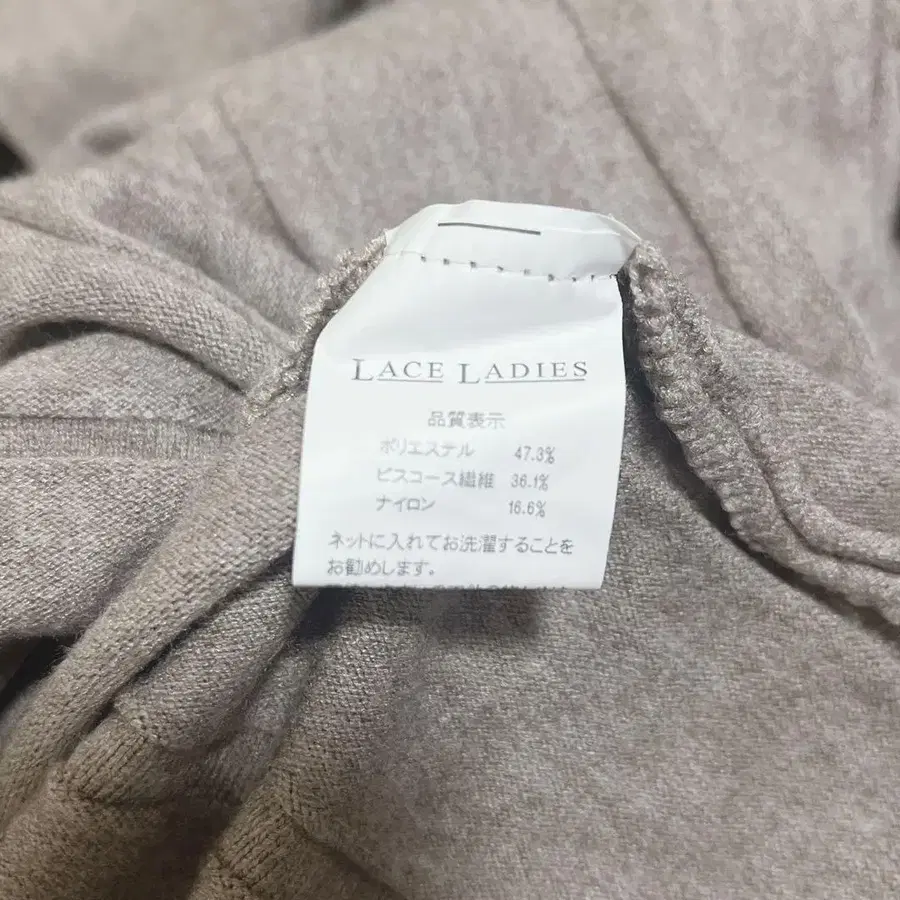 LACE LADIES
品質表示
ポリエステル 47.3%
ビスコース繊維 36.1%
ナイロン 16.6%
ネットに入れてお洗濯することを
お勧めします。